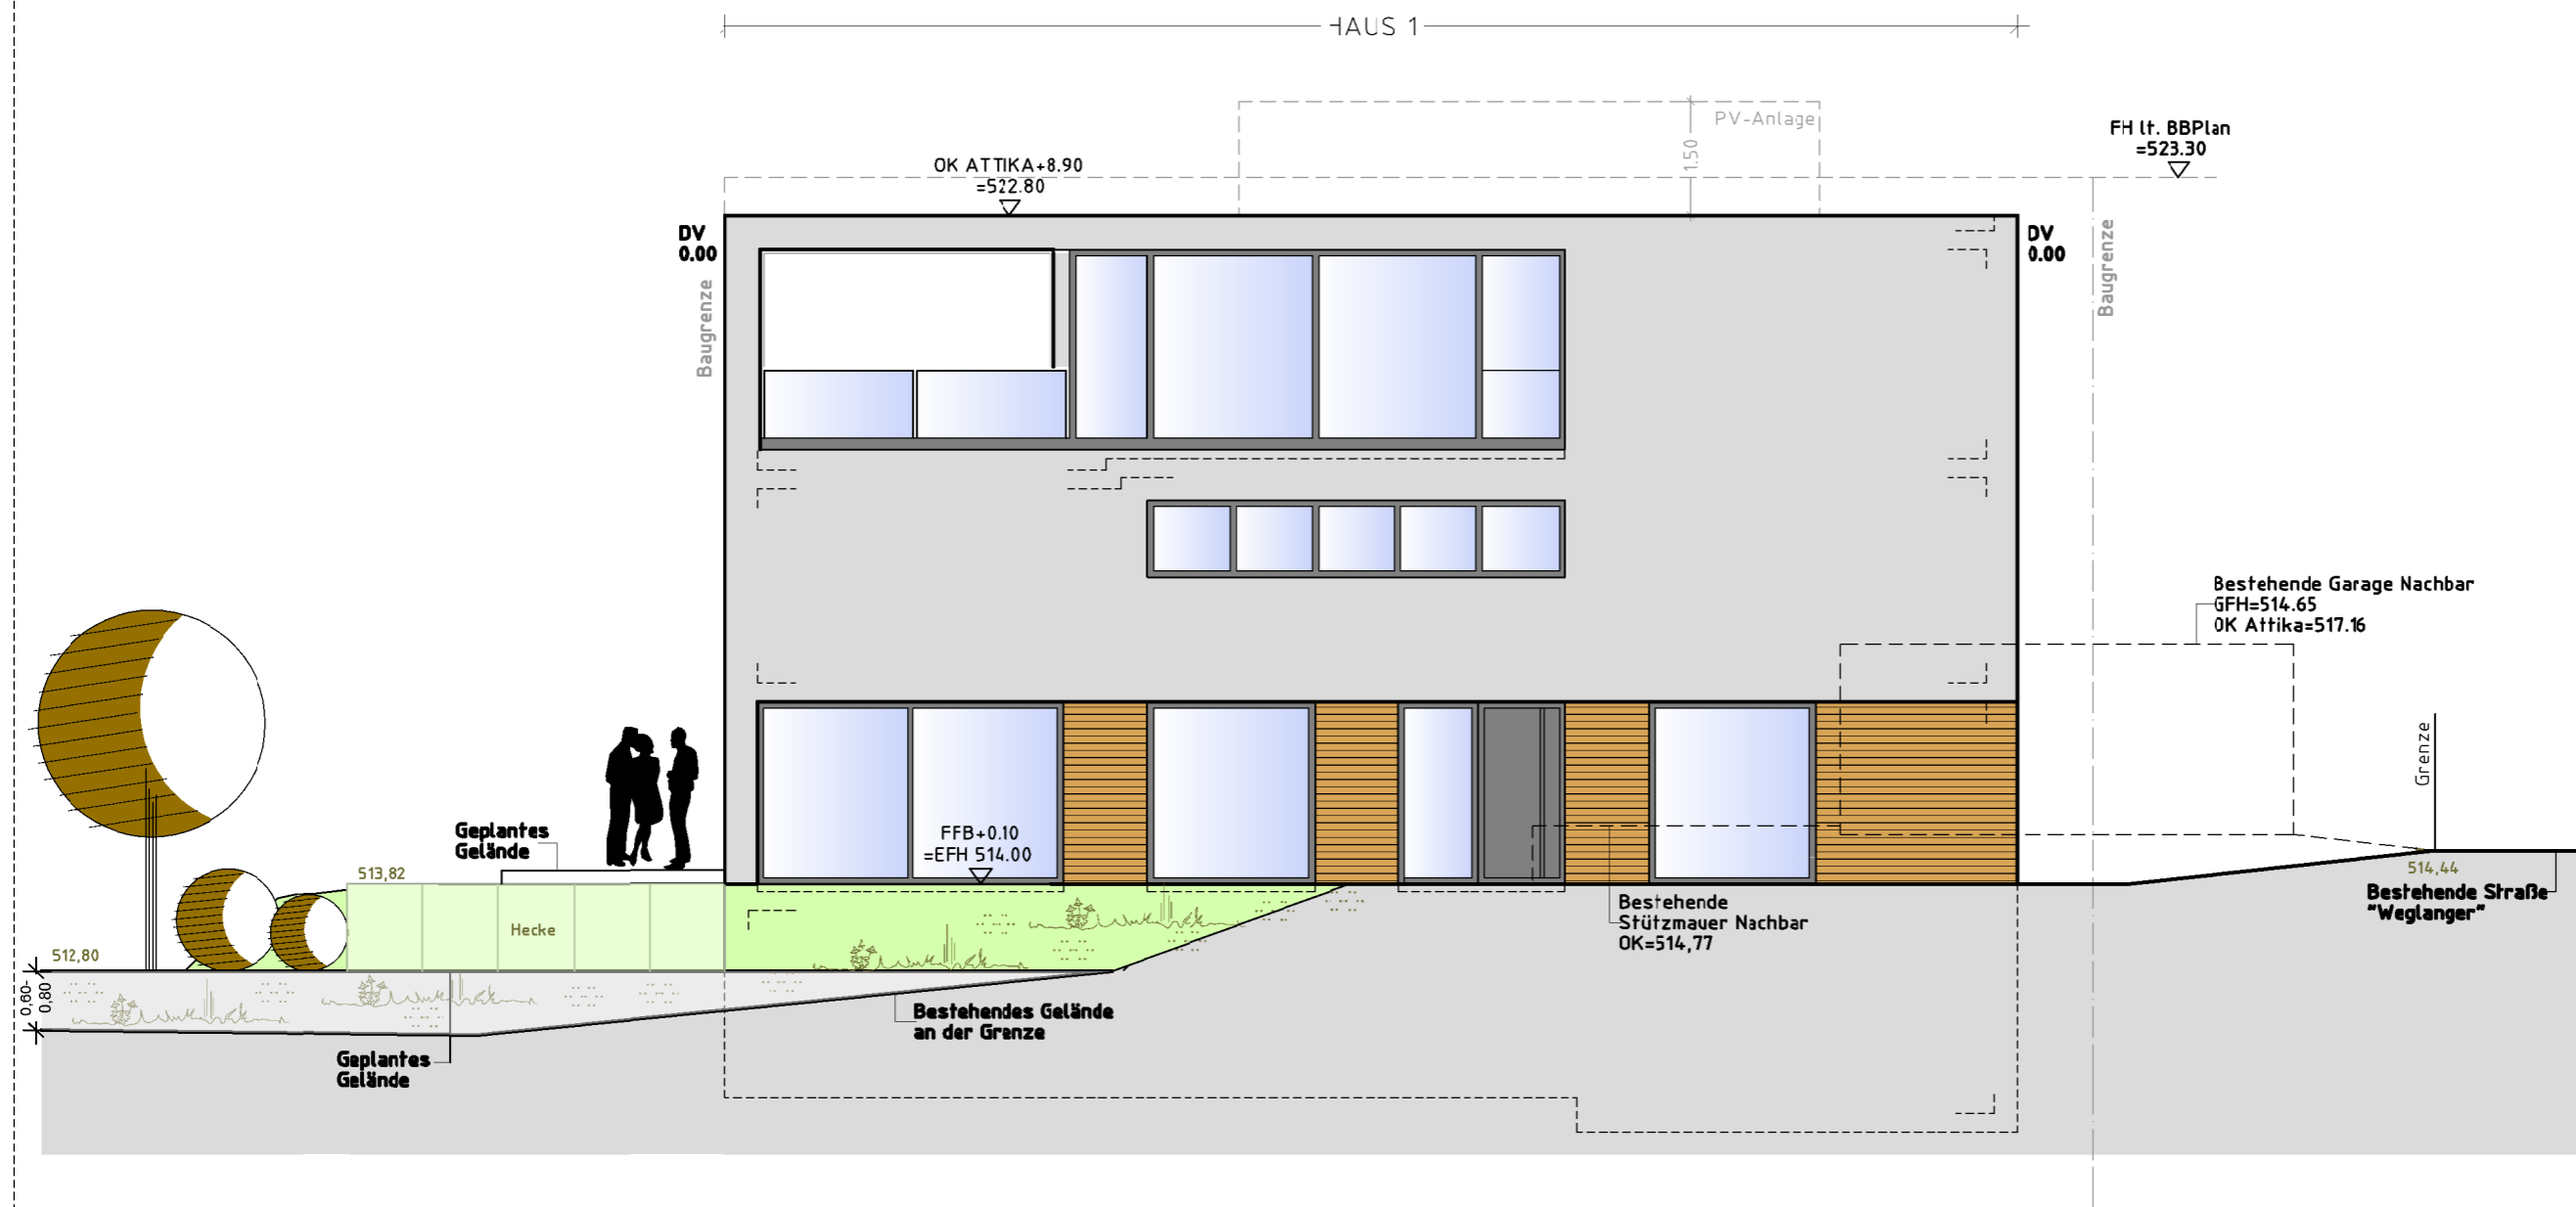 HAUS 1
PV-Anlage
1.50
FH lt. BBPlan
=523.30
OK ATTIKA+8.90
=522.80
DV
0.00
DV
0.00
Baugrenze
Baugrenze
Bestehende Garage Nachbar
GFH=514.65
OK Attika=517.16
Grenze
Geplantes
Gelände
FFB+0.10
=EFH 514.00
513,82
514,44
Bestehende Straße
"Weglanger"
Bestehende
Stützmauer Nachbar
OK=514,77
Hecke
512,80
0,60-
0,80
Bestehendes Gelände
an der Grenze
Geplantes
Gelände